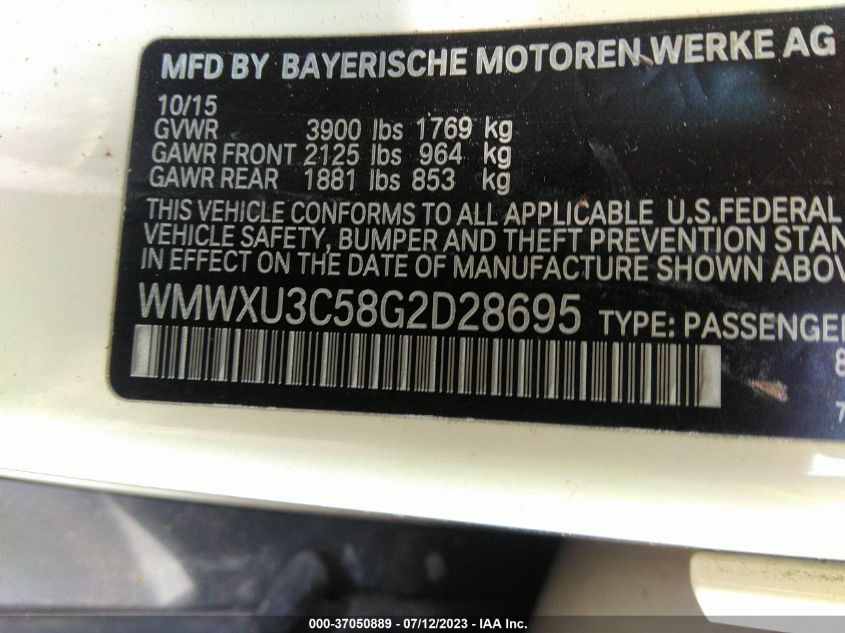 MFD BY BAYERISCHE MOTOREN WERKE AG
10/15
GVWR 3900 lbs 1769 kg
GAWR FRONT 2125 lbs 964 kg
GAWR REAR 1881 lbs 853 kg
THIS VEHICLE CONFORMS TO ALL APPLICABLE U.S.FEDERAL
VEHICLE SAFETY, BUMPER AND THEFT PREVENTION STAN
IN EFFECT ON THE DATE OF MANUFACTURE SHOWN ABOV
WMWXU3C58G2D28695 TYPE: PASSENGE
8
7
000-37050889 / 07/12/2023 - IAA Inc.